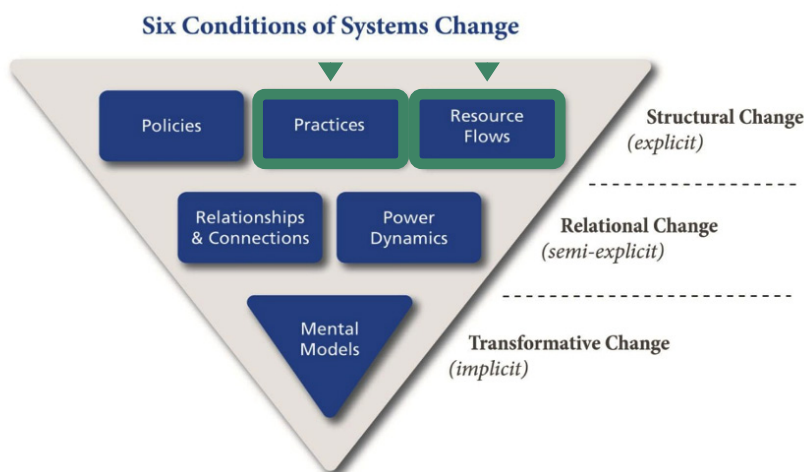 Six Conditions of Systems Change
Policies
Practices
Resource
Flows
Structural Change
(explicit)
Relationships
& Connections
Power
Dynamics
Relational Change
(semi-explicit)
Mental
Models
Transformative Change
(implicit)